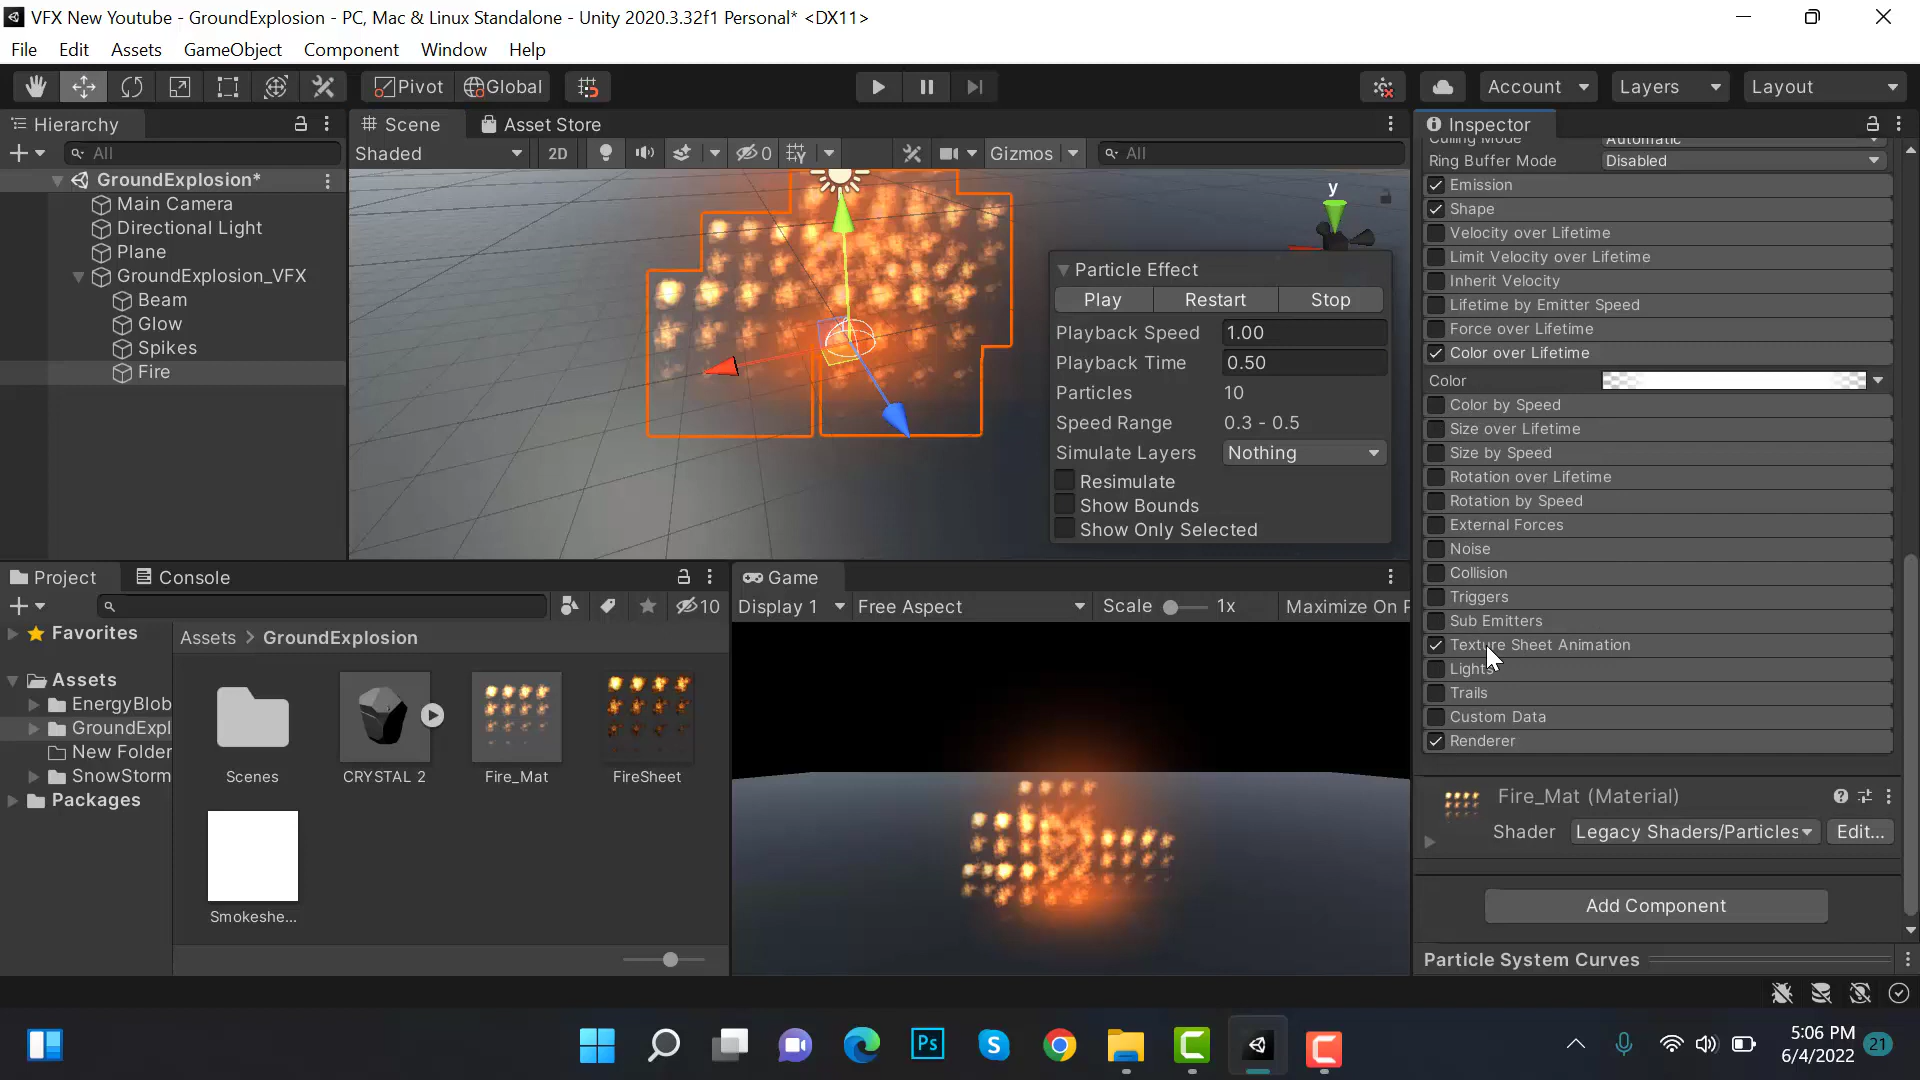 VFX New Youtube - GroundExplosion - PC, Mac & Linux Standalone - Unity 2020.3.32f1 Personal* <DX11>
File Edit Assets GameObject Component Window Help
Pivot Global Account Layers Layout
Hierarchy
All
GroundExplosion*
Main Camera
Directional Light
Plane
GroundExplosion_VFX
Beam
Glow
Spikes
Fire
Scene Asset Store
Shaded 2D 0 Gizmos All
y
Particle Effect
Play Restart Stop
Playback Speed 1.00
Playback Time 0.50
Particles 10
Speed Range 0.3 - 0.5
Simulate Layers Nothing
Resimulate
Show Bounds
Show Only Selected
Inspector
Culling Mode Automatic
Ring Buffer Mode Disabled
Emission
Shape
Velocity over Lifetime
Limit Velocity over Lifetime
Inherit Velocity
Lifetime by Emitter Speed
Force over Lifetime
Color over Lifetime
Color
Color by Speed
Size over Lifetime
Size by Speed
Rotation over Lifetime
Rotation by Speed
External Forces
Noise
Collision
Triggers
Sub Emitters
Texture Sheet Animation
Lights
Trails
Custom Data
Renderer
Fire_Mat (Material)
Shader Legacy Shaders/Particles Edit...
Add Component
Particle System Curves
Project Console
10
Favorites
Assets
EnergyBlob
GroundExpl
New Folder
SnowStorm
Packages
Assets > GroundExplosion
Scenes CRYSTAL 2 Fire_Mat FireSheet
Smokeshe...
Game
Display 1 Free Aspect Scale 1x Maximize On P
Ps S
5:06 PM
6/4/2022 21